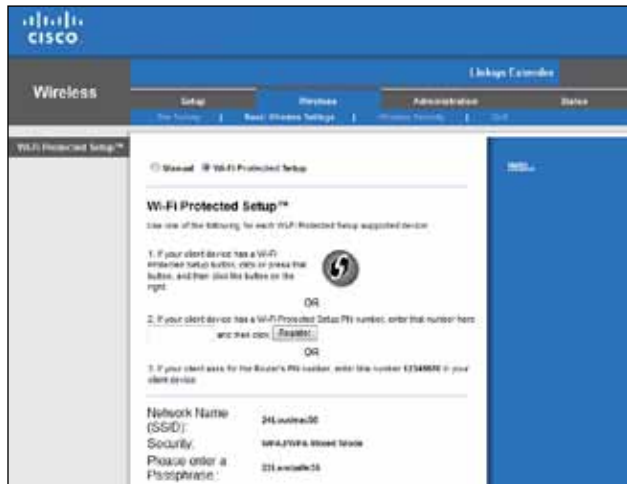 CISCO
Linksys Extender
Wireless
Setup Wireless Administration Status
Site Survey | Basic Wireless Settings | Wireless Security | QoS
Wi-Fi Protected Setup™
Manual Wi-Fi Protected Setup
Wi-Fi Protected Setup™
Use one of the following for each Wi-Fi Protected Setup supported device:
1. If your client device has a Wi-Fi
Protected Setup button, click or press that
button, and then click the button on the
right.
OR
2. If your client device has a Wi-Fi Protected Setup PIN number, enter that number here
and then click Register
OR
3. If your client asks for the Router's PIN number, enter this number in your
client device.
Network Name
(SSID):
Security: WPA2/WPA Mixed Mode
Please enter a
Passphrase: